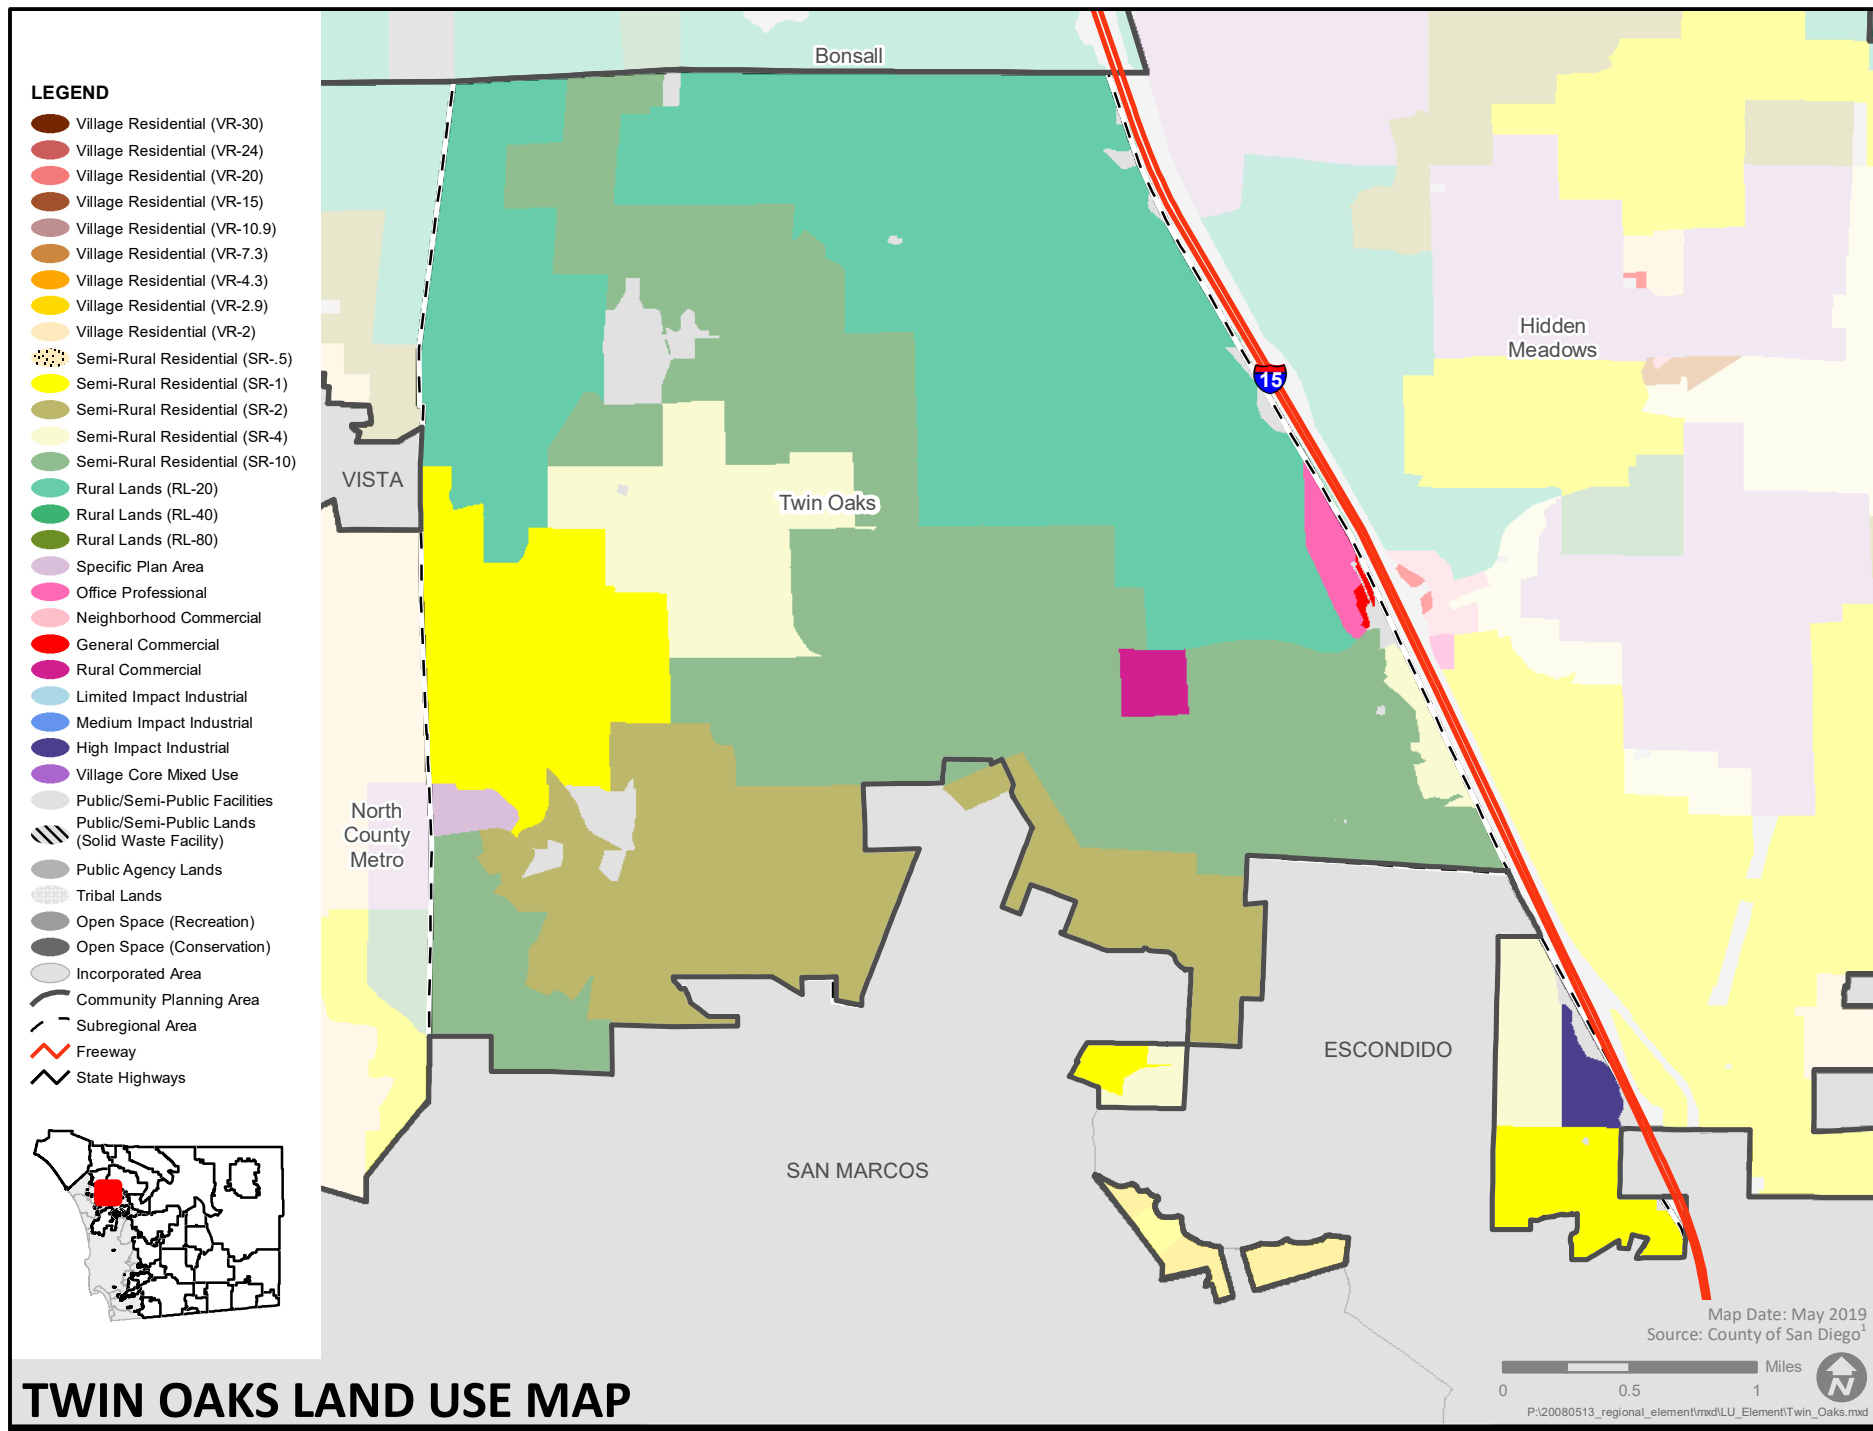 LEGEND
Village Residential (VR-30)
Village Residential (VR-24)
Village Residential (VR-20)
Village Residential (VR-15)
Village Residential (VR-10.9)
Village Residential (VR-7.3)
Village Residential (VR-4.3)
Village Residential (VR-2.9)
Village Residential (VR-2)
Semi-Rural Residential (SR-.5)
Semi-Rural Residential (SR-1)
Semi-Rural Residential (SR-2)
Semi-Rural Residential (SR-4)
Semi-Rural Residential (SR-10)
Rural Lands (RL-20)
Rural Lands (RL-40)
Rural Lands (RL-80)
Specific Plan Area
Office Professional
Neighborhood Commercial
General Commercial
Rural Commercial
Limited Impact Industrial
Medium Impact Industrial
High Impact Industrial
Village Core Mixed Use
Public/Semi-Public Facilities
Public/Semi-Public Lands
(Solid Waste Facility)
Public Agency Lands
Tribal Lands
Open Space (Recreation)
Open Space (Conservation)
Incorporated Area
Community Planning Area
Subregional Area
Freeway
State Highways
Bonsall
Hidden
Meadows
15
VISTA
Twin Oaks
North
County
Metro
ESCONDIDO
SAN MARCOS
Map Date: May 2019
Source: County of San Diego1
Miles
0 0.5 1
N
P:\20080513_regional_element\mxd\LU_Element\Twin_Oaks.mxd
TWIN OAKS LAND USE MAP